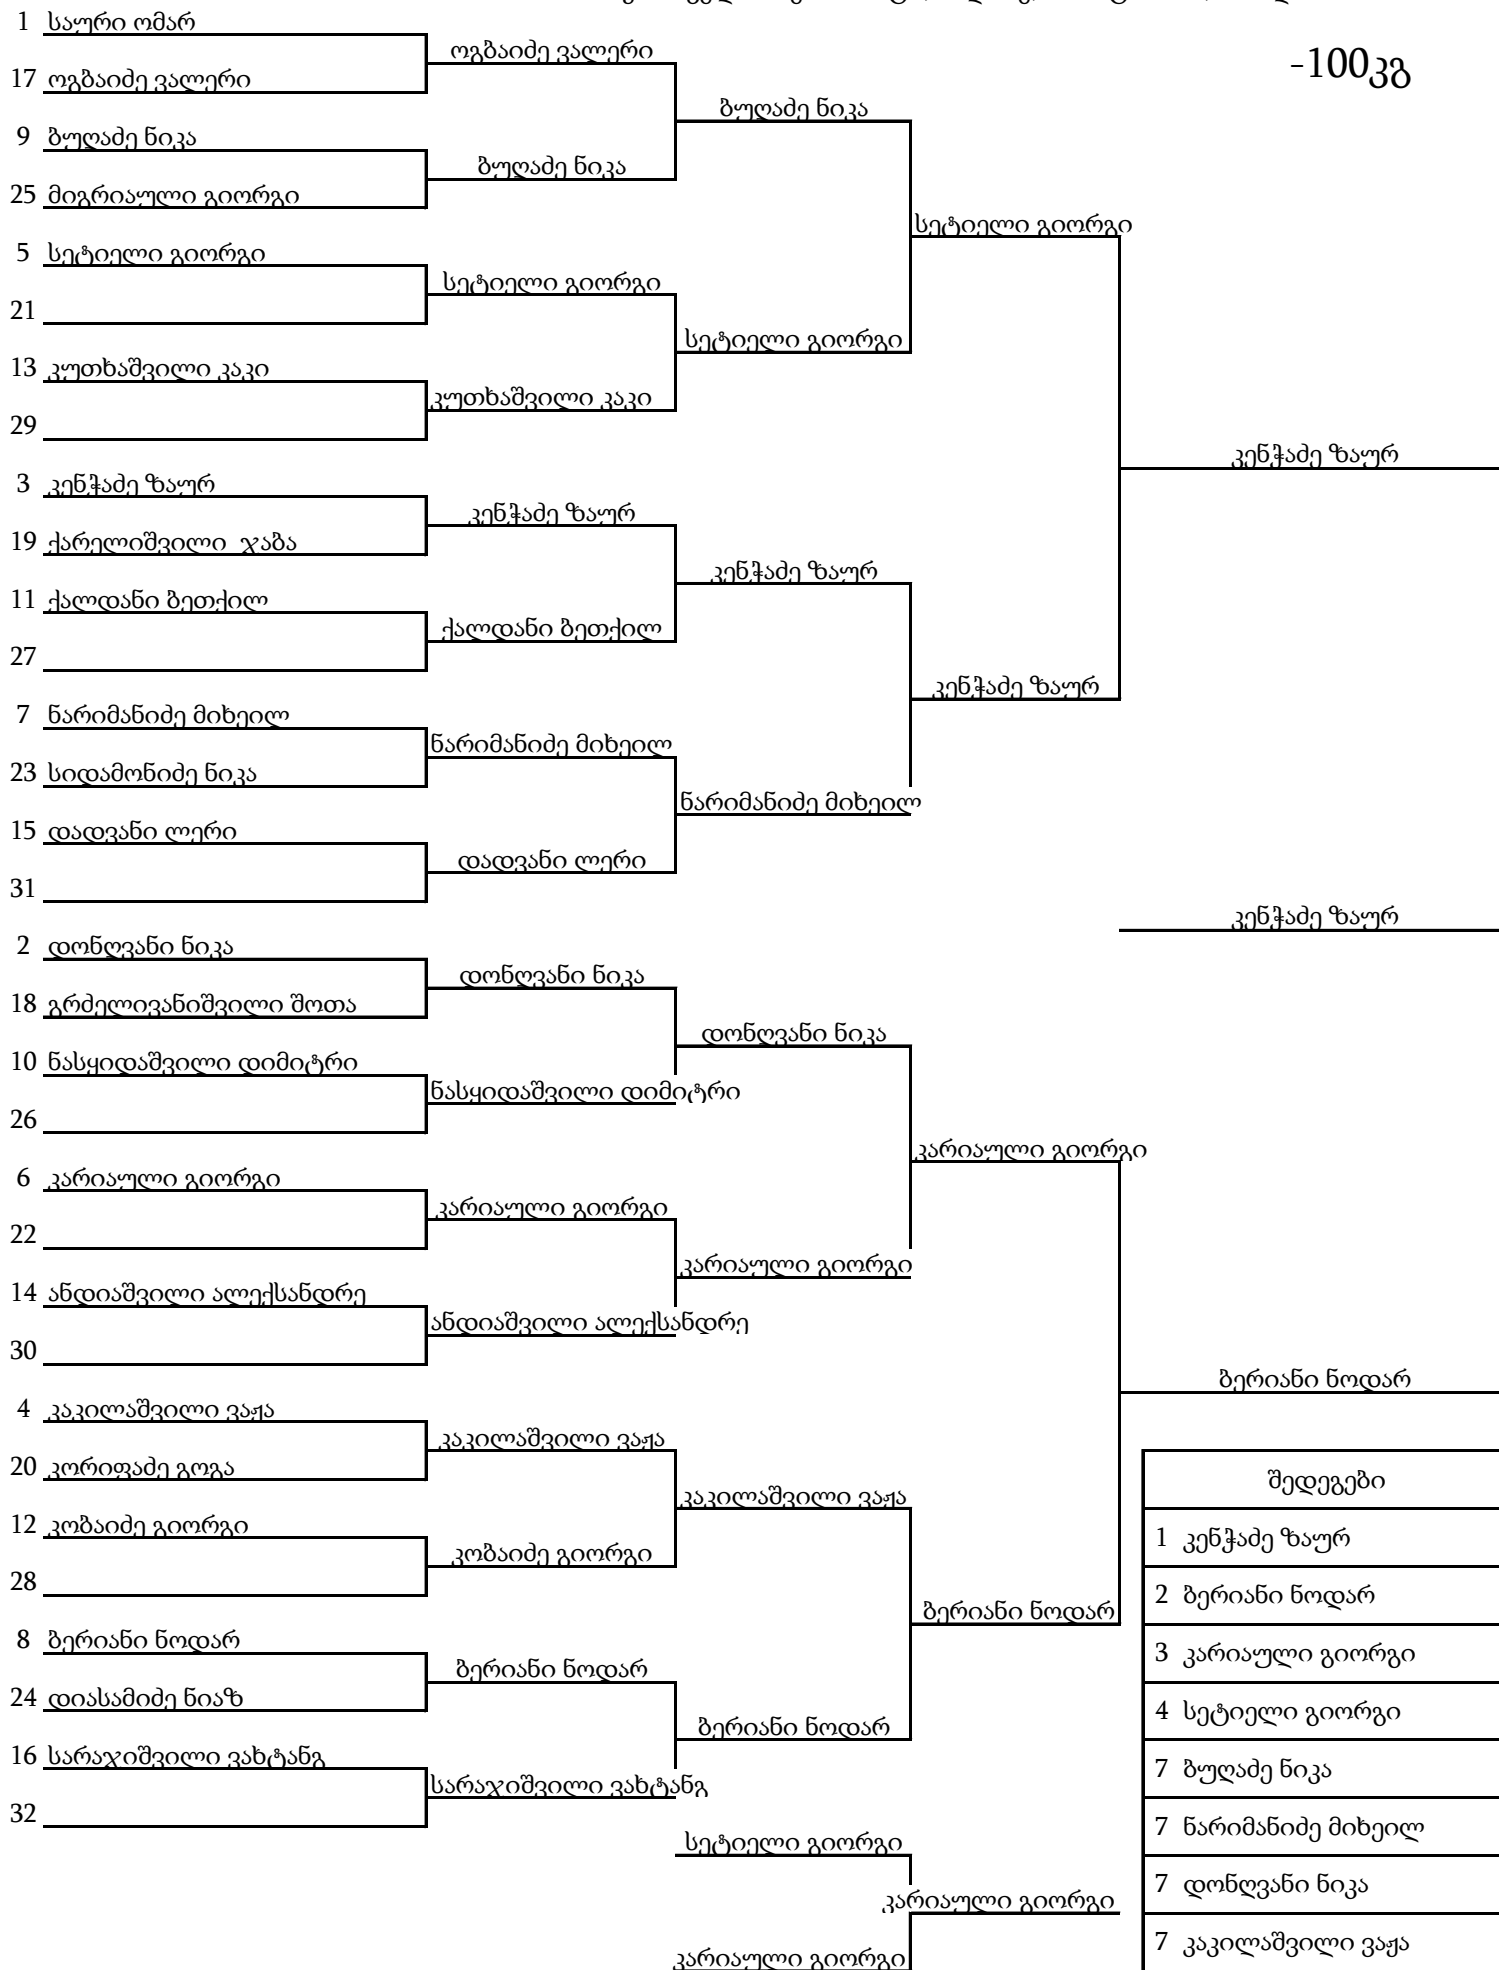 1 საური ომარ
ოგბაიძე ვალერი
-100კგ
17 ოგბაიძე ვალერი
ბუღაძე ნიკა
9 ბუღაძე ნიკა
ბუღაძე ნიკა
25 მიგრიაული გიორგი
სეტიელი გიორგი
5 სეტიელი გიორგი
სეტიელი გიორგი
21
სეტიელი გიორგი
13 კუთხაშვილი კაკი
კუთხაშვილი კაკი
29
კენჭაძე ზაურ
3 კენჭაძე ზაურ
კენჭაძე ზაურ
19 ქარელიშვილი ჯაბა
კენჭაძე ზაურ
11 ქალდანი ბეთქილ
ქალდანი ბეთქილ
27
კენჭაძე ზაურ
7 ნარიმანიძე მიხეილ
ნარიმანიძე მიხეილ
23 სიდამონიძე ნიკა
ნარიმანიძე მიხეილ
15 დადვანი ლერი
დადვანი ლერი
31
კენჭაძე ზაურ
2 დონღვანი ნიკა
დონღვანი ნიკა
18 გრძელივანიშვილი შოთა
დონღვანი ნიკა
10 ნასყიდაშვილი დიმიტრი
ნასყიდაშვილი დიმიტრი
26
კარიაული გიორგი
6 კარიაული გიორგი
კარიაული გიორგი
22
კარიაული გიორგი
14 ანდიაშვილი ალექსანდრე
ანდიაშვილი ალექსანდრე
30
ბერიანი ნოდარ
4 კაკილაშვილი ვაჟა
კაკილაშვილი ვაჟა
20 კორიფაძე გოგა
შედეგები
კაკილაშვილი ვაჟა
12 კობაიძე გიორგი
1 კენჭაძე ზაურ
კობაიძე გიორგი
28
2 ბერიანი ნოდარ
ბერიანი ნოდარ
8 ბერიანი ნოდარ
3 კარიაული გიორგი
ბერიანი ნოდარ
24 დიასამიძე ნიაზ
4 სეტიელი გიორგი
ბერიანი ნოდარ
16 სარაჯიშვილი ვახტანგ
7 ბუღაძე ნიკა
სარაჯიშვილი ვახტანგ
32
7 ნარიმანიძე მიხეილ
სეტიელი გიორგი
7 დონღვანი ნიკა
კარიაული გიორგი
7 კაკილაშვილი ვაჟა
კარიაული გიორგი